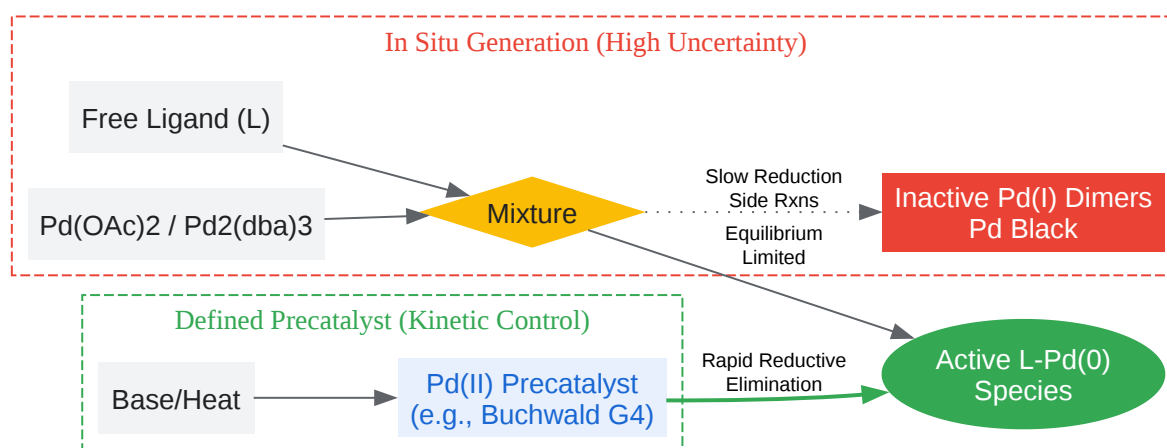 In Situ Generation (High Uncertainty)
Free Ligand (L)
Pd(OAc)2 / Pd2(dba)3
Mixture
Slow Reduction
Side Rxns
Equilibrium
Limited
Inactive Pd(I) Dimers
Pd Black
Defined Precatalyst (Kinetic Control)
Base/Heat
Pd(II) Precatalyst
(e.g., Buchwald G4)
Rapid Reductive
Elimination
Active L-Pd(0)
Species